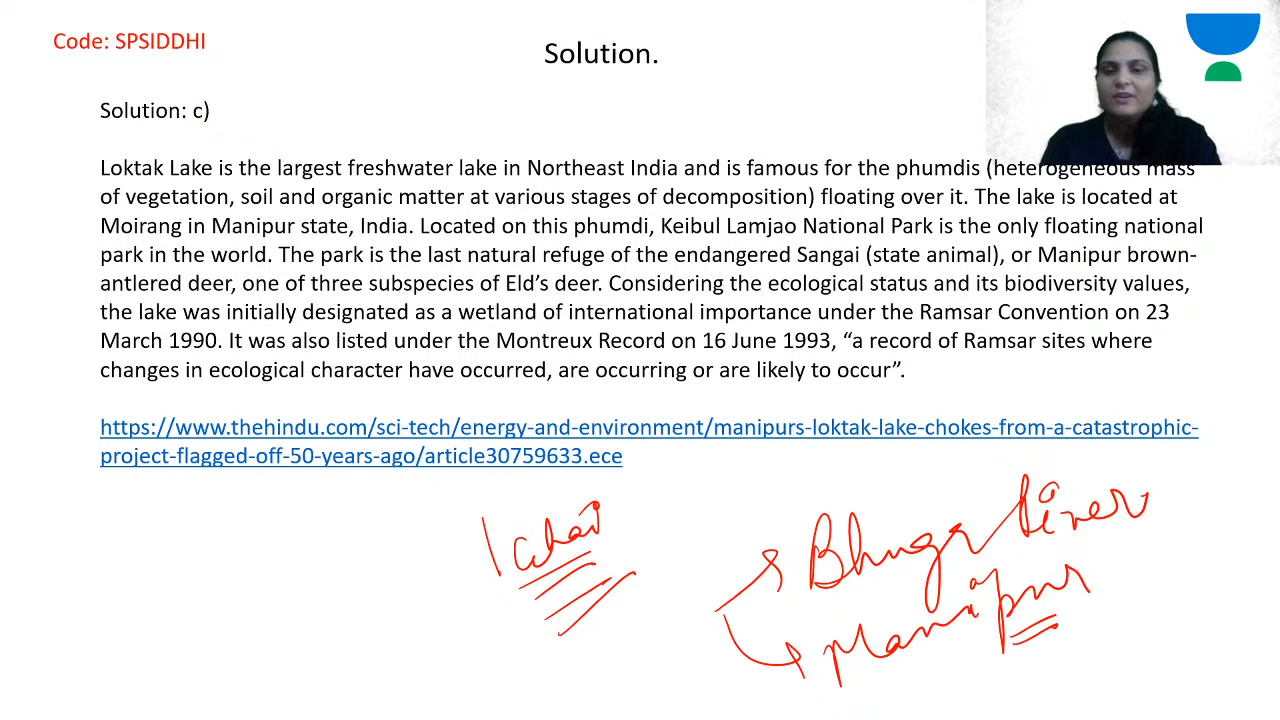 Code: SPSIDDHI
Solution.
Solution: c)
Loktak Lake is the largest freshwater lake in Northeast India and is famous for the phumdis (heterogeneous mass
of vegetation, soil and organic matter at various stages of decomposition) floating over it. The lake is located at
Moirang in Manipur state, India. Located on this phumdi, Keibul Lamjao National Park is the only floating national
park in the world. The park is the last natural refuge of the endangered Sangai (state animal), or Manipur brown-
antlered deer, one of three subspecies of Eld’s deer. Considering the ecological status and its biodiversity values,
the lake was initially designated as a wetland of international importance under the Ramsar Convention on 23
March 1990. It was also listed under the Montreux Record on 16 June 1993, “a record of Ramsar sites where
changes in ecological character have occurred, are occurring or are likely to occur”.
https://www.thehindu.com/sci-tech/energy-and-environment/manipurs-loktak-lake-chokes-from-a-catastrophic-
project-flagged-off-50-years-ago/article30759633.ece
River
Manipur